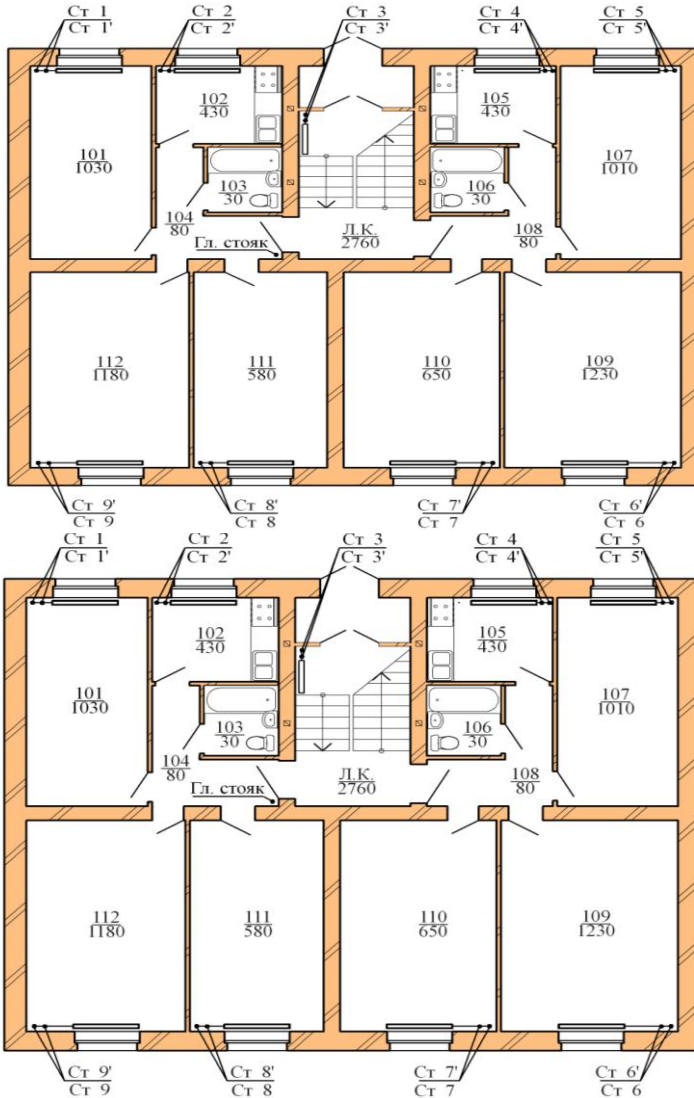 Ст 1
Ст 1'
Ст 2
Ст 2'
Ст 3
Ст 3'
Ст 4
Ст 4'
Ст 5
Ст 5'
101
1030
102
430
105
430
107
1010
103
30
106
30
104
80
Гл. стояк
Л.К.
2760
108
80
112
1180
111
580
110
650
109
1230
Ст 9'
Ст 9
Ст 8'
Ст 8
Ст 7'
Ст 7
Ст 6'
Ст 6
Ст 1
Ст 1'
Ст 2
Ст 2'
Ст 3
Ст 3'
Ст 4
Ст 4'
Ст 5
Ст 5'
101
1030
102
430
105
430
107
1010
103
30
106
30
104
80
Гл. стояк
Л.К.
2760
108
80
112
1180
111
580
110
650
109
1230
Ст 9'
Ст 9
Ст 8'
Ст 8
Ст 7'
Ст 7
Ст 6'
Ст 6